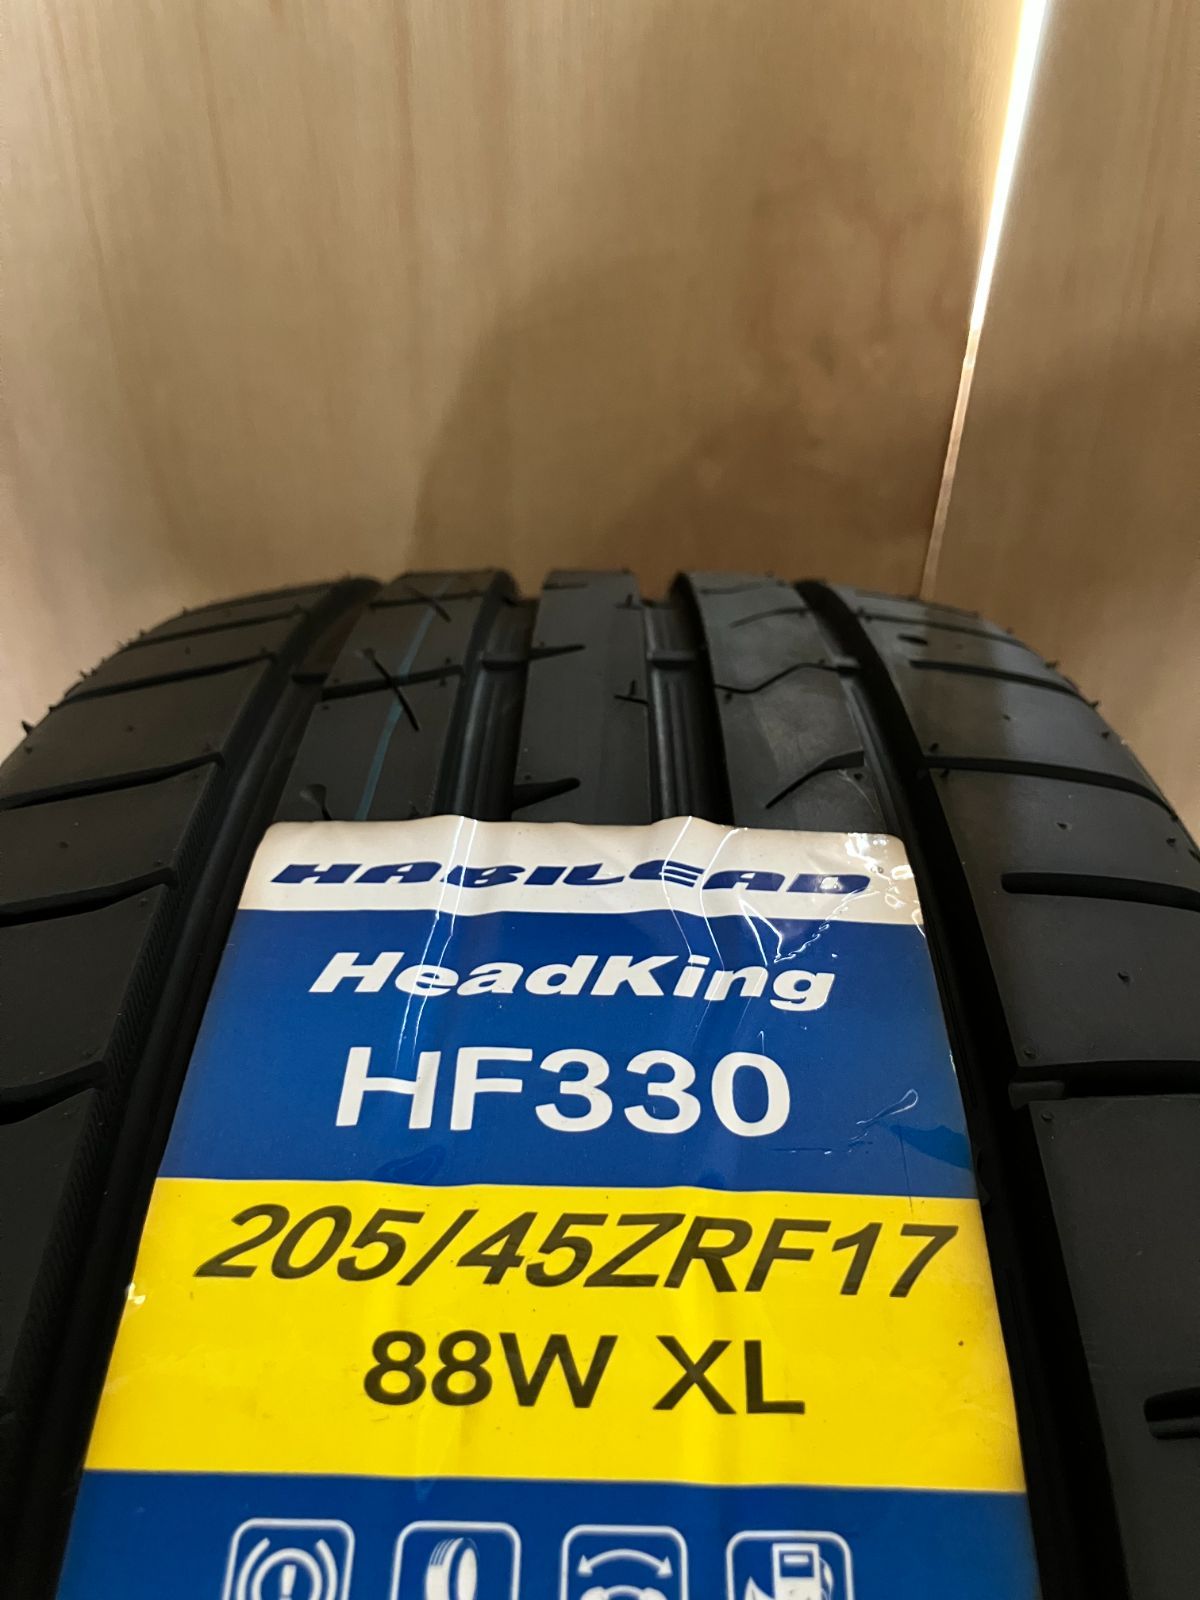 HABILEAD
HeadKing
HF330
205/45ZRF17
88W XL